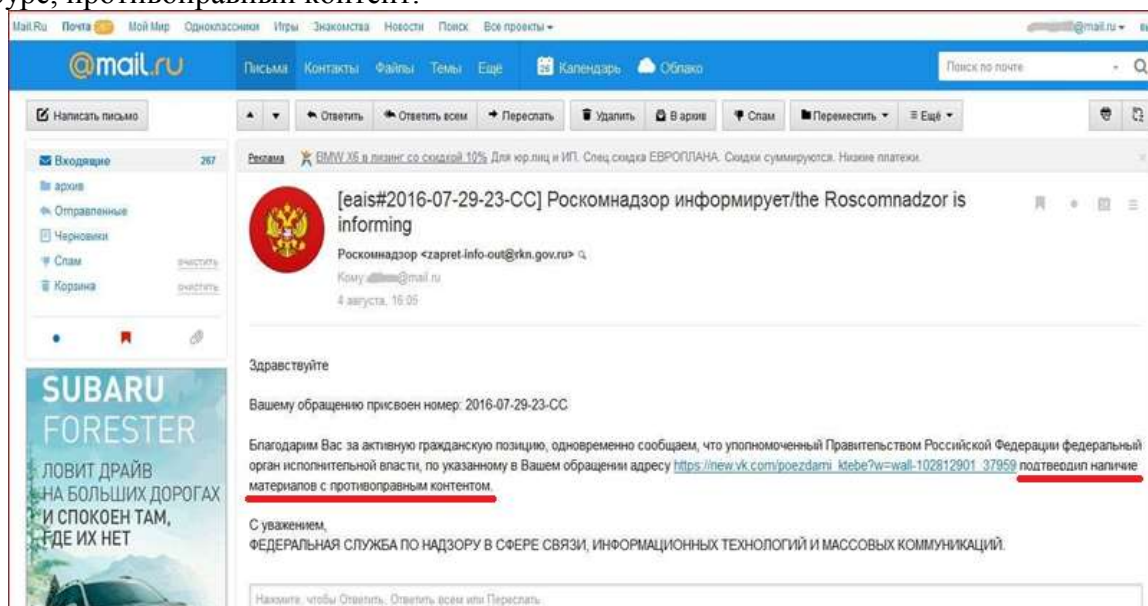 уре, противоправный контент.
Mail.Ru Почта Мой Мир Одноклассники Игры Знакомства Новости Поиск Все проекты @mail.ru
@mail.ru Письма Контакты Файлы Темы Ещё 26 Календарь Облако Поиск по почте
Написать письмо Ответить Ответить всем Переслать Удалить В архив Спам Переместить Ещё
Входящие 267
архив
Отправленные
Черновики
Спам очистить
Корзина очистить
Реклама BMW X6 в лизинг со скидкой 10% Для юр.лиц и ИП. Спец.скидка ЕВРОПЛАНА. Скидки суммируются. Низкие платежи.
[eais#2016-07-29-23-CC] Роскомнадзор информирует/the Roscomnadzor is
informing
Роскомнадзор <zapret-info-out@rkn.gov.ru>
Кому: @mail.ru
4 августа, 16:05
Здравствуйте
Вашему обращению присвоен номер: 2016-07-29-23-CC
Благодарим Вас за активную гражданскую позицию, одновременно сообщаем, что уполномоченный Правительством Российской Федерации федеральный
орган исполнительной власти, по указанному в Вашем обращении адресу https://new.vk.com/poezdami_ktebe?w=wall-102812901_37959 подтвердил наличие
материалов с противоправным контентом.
С уважением,
ФЕДЕРАЛЬНАЯ СЛУЖБА ПО НАДЗОРУ В СФЕРЕ СВЯЗИ, ИНФОРМАЦИОННЫХ ТЕХНОЛОГИЙ И МАССОВЫХ КОММУНИКАЦИЙ.
Нажмите, чтобы Ответить, Ответить всем или Переслать
SUBARU
FORESTER
ЛОВИТ ДРАЙВ
НА БОЛЬШИХ ДОРОГАХ
И СПОКОЕН ТАМ,
ГДЕ ИХ НЕТ